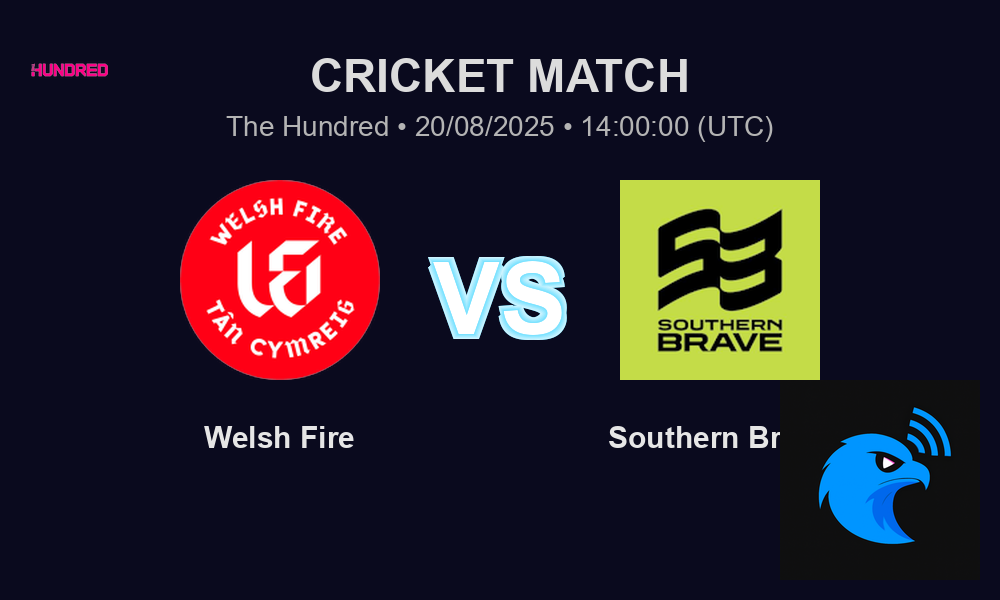 HUNDRED
CRICKET MATCH
The Hundred • 20/08/2025 • 14:00:00 (UTC)
WELSH FIRE
TÂN CYMREIG
VS
SB
SOUTHERN
BRAVE
Welsh Fire
Southern Br